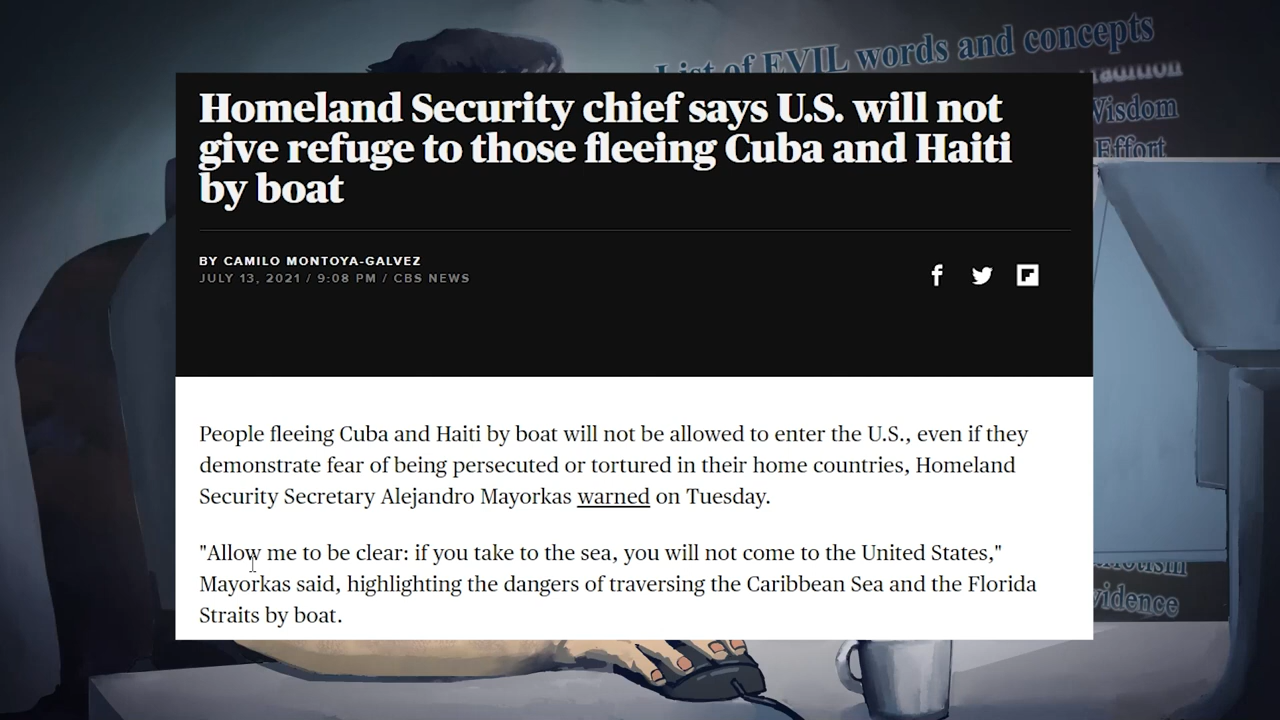 List of EVIL words and concepts
Tradition
Wisdom
Effort
Homeland Security chief says U.S. will not
give refuge to those fleeing Cuba and Haiti
by boat
BY CAMILO MONTOYA-GALVEZ
JULY 13, 2021 / 9:08 PM / CBS NEWS
People fleeing Cuba and Haiti by boat will not be allowed to enter the U.S., even if they
demonstrate fear of being persecuted or tortured in their home countries, Homeland
Security Secretary Alejandro Mayorkas warned on Tuesday.
"Allow me to be clear: if you take to the sea, you will not come to the United States,"
Mayorkas said, highlighting the dangers of traversing the Caribbean Sea and the Florida
Straits by boat.